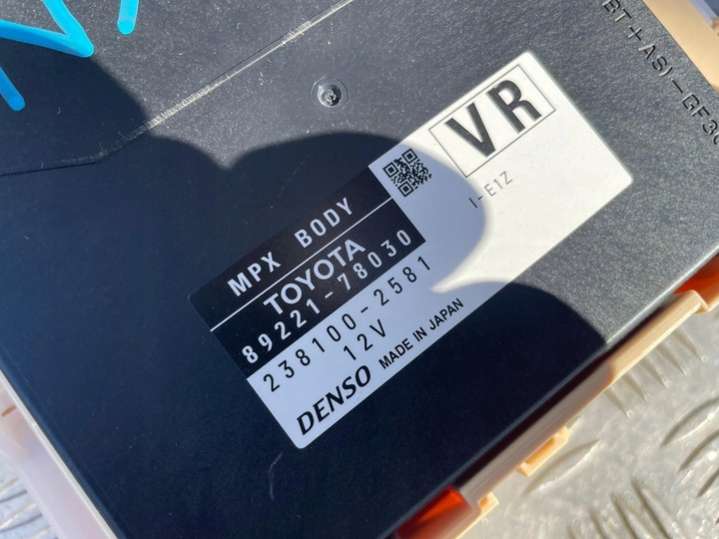 MPX BODY
TOYOTA
89221-78030
238100-2581
12V
DENSO MADE IN JAPAN
VR
I-E1Z